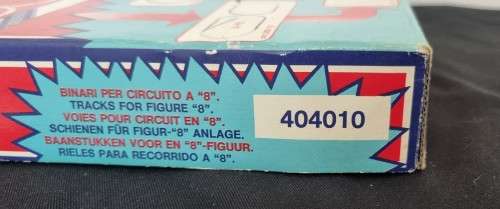 BINARI PER CIRCUITO A "8".
TRACKS FOR FIGURE "8".
VOIES POUR CIRCUIT EN "8".
SCHIENEN FÜR FIGUR-"8" ANLAGE.
BAANSTUKKEN VOOR EN "8"-FIGUUR.
RIELES PARA RECORRIDO A "8".
404010